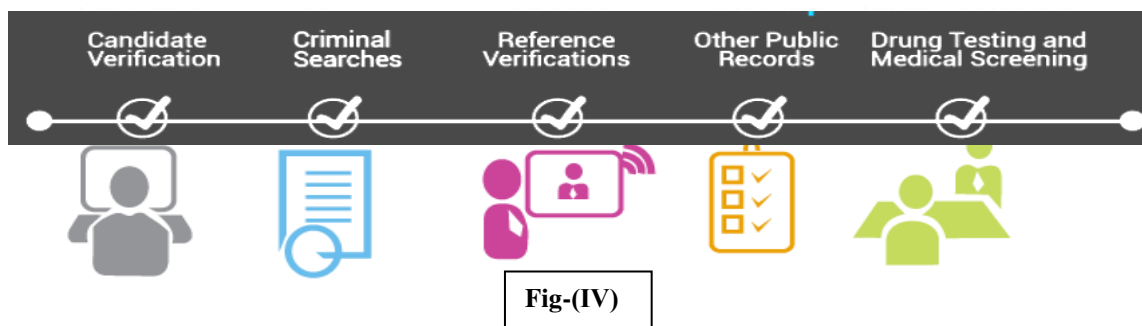 Candidate
Verification
Criminal
Searches
Reference
Verifications
Other Public
Records
Drung Testing and
Medical Screening
Fig-(IV)